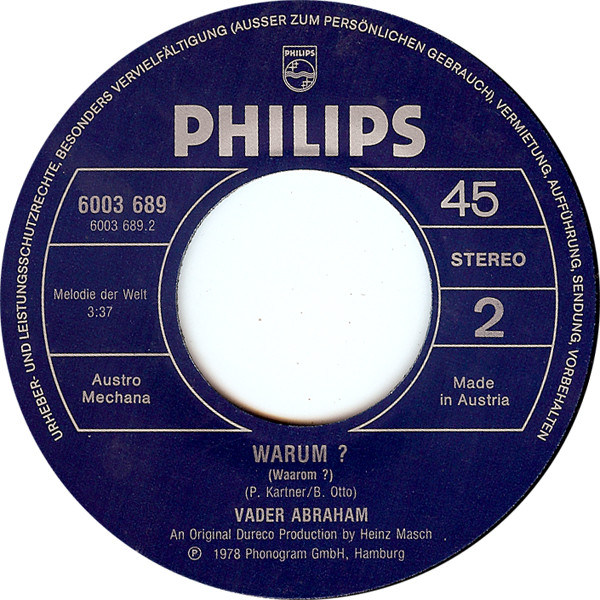 URHEBER- UND LEISTUNGSSCHUTZRECHTE, BESONDERS VERVIELFÄLTIGUNG (AUSSER ZUM PERSÖNLICHEN GEBRAUCH), VERMIETUNG, AUFFÜHRUNG, SENDUNG, VORBEHALTEN
PHILIPS
PHILIPS
6003 689
6003 689.2
45
STEREO
Melodie der Welt
3:37
2
Austro
Mechana
Made
in Austria
WARUM ?
(Waarom ?)
(P. Kartner/B. Otto)
VADER ABRAHAM
An Original Dureco Production by Heinz Masch
℗ 1978 Phonogram GmbH, Hamburg